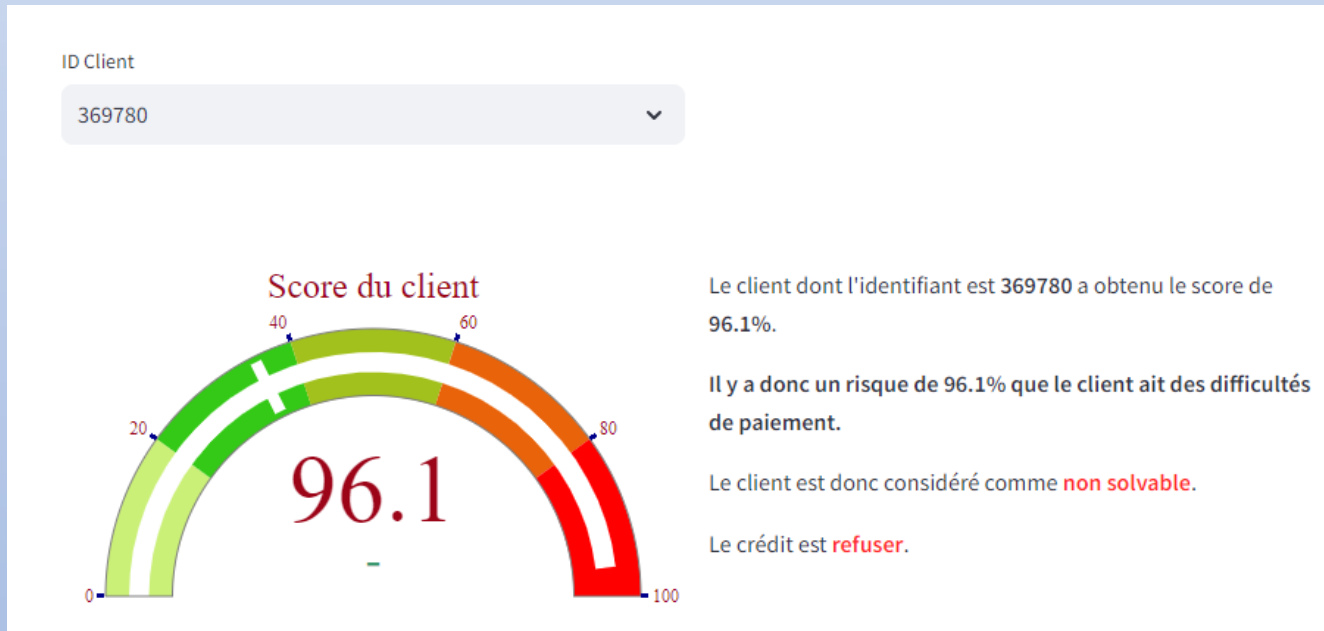 ID Client
369780
Score du client
40
60
20
80
96.1
-
0
100
Le client dont l'identifiant est 369780 a obtenu le score de
96.1%.
Il y a donc un risque de 96.1% que le client ait des difficultés
de paiement.
Le client est donc considéré comme non solvable.
Le crédit est refuser.